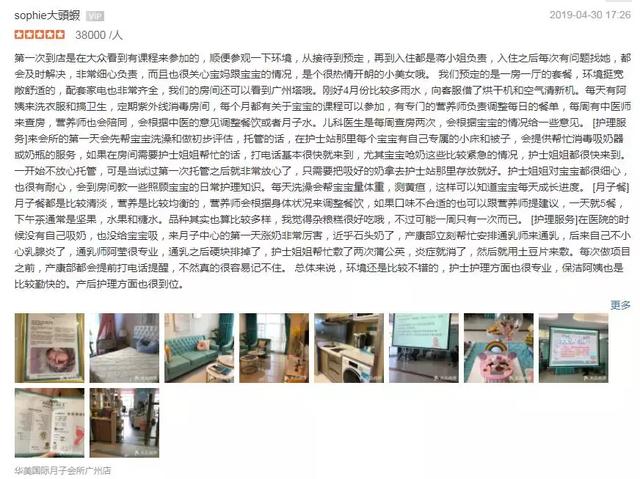 sophie大頭蝦 VIP
2019-04-30 17:26
38000 /人
第一次到店是在大众看到有课程来参加的，顺便参观一下环境，从接待到预定，再到入住都是蒋小姐负责，入住之后每次有问题找她，都
会及时解决，非常细心负责，而且也很关心宝妈跟宝宝的情况，是个很热情开朗的小美女哦。 我们预定的是一房一厅的套餐，环境挺宽
敞舒适的，配套家电也非常齐全，我们的房间还可以看到广州塔哦。刚好4月份比较多雨水，向客服借了烘干机和空气清新机。每天有阿
姨来洗衣服和搞卫生，定期紫外线消毒房间，每个月都有关于宝宝的课程可以参加，有专门的营养师负责调整每日的餐单，每周有中医师
来查房，营养师也会陪同，会根据中医的意见调整餐饮或者月子水。儿科医生是每周查房两次，会根据宝宝的情况给一些意见。 [护理服
务]来会所的第一天会先帮宝宝洗澡和做初步评估，托管的话，在护士站那里每个宝宝有自己专属的小床和被子，会提供帮忙消毒吸奶器
或奶瓶的服务，如果在房间需要护士姐姐帮忙的话，打电话基本很快就来到，尤其宝宝呛奶这些比较紧急的情况，护士姐姐都很快来到。
一开始不放心托管，可是当试过第一次托管之后就非常放心了，只需要把吸好的奶拿去护士站那里存放就好。护士姐姐对宝宝都很细心，
也很有耐心，会到房间教一些照顾宝宝的日常护理知识。每天洗澡会帮宝宝量体重，测黄疸，这样可以知道宝宝每天成长进度。 [月子餐]
月子餐都是比较清淡，营养是比较均衡的，营养师会根据身体状况来调整餐饮，如果口味不合适的也可以跟营养师提建议，一天就5餐，
下午茶通常是坚果，水果和糖水。品种其实也算比较多样，我觉得杂粮糕很好吃哦，不过可能一周只有一次而已。 [护理服务]在医院的时
候没有自己吸奶，也没给宝宝吸，来月子中心的第一天涨奶非常厉害，近乎石头奶了，产康部立刻帮忙安排通乳师来通乳，后来自己不小
心乳腺炎了，通乳师阿莹很专业，通乳之后硬块排掉了，护士姐姐帮忙敷了两次蒲公英，炎症就消了，然后就用土豆片来敷。每次做项目
之前，产康部都会提前打电话提醒，不然真的很容易记不住。 总体来说，环境还是比较不错的，护士护理方面也很专业，保洁阿姨也是
比较勤快的。产后护理方面也很到位。
更多
华美国际月子会所广州店